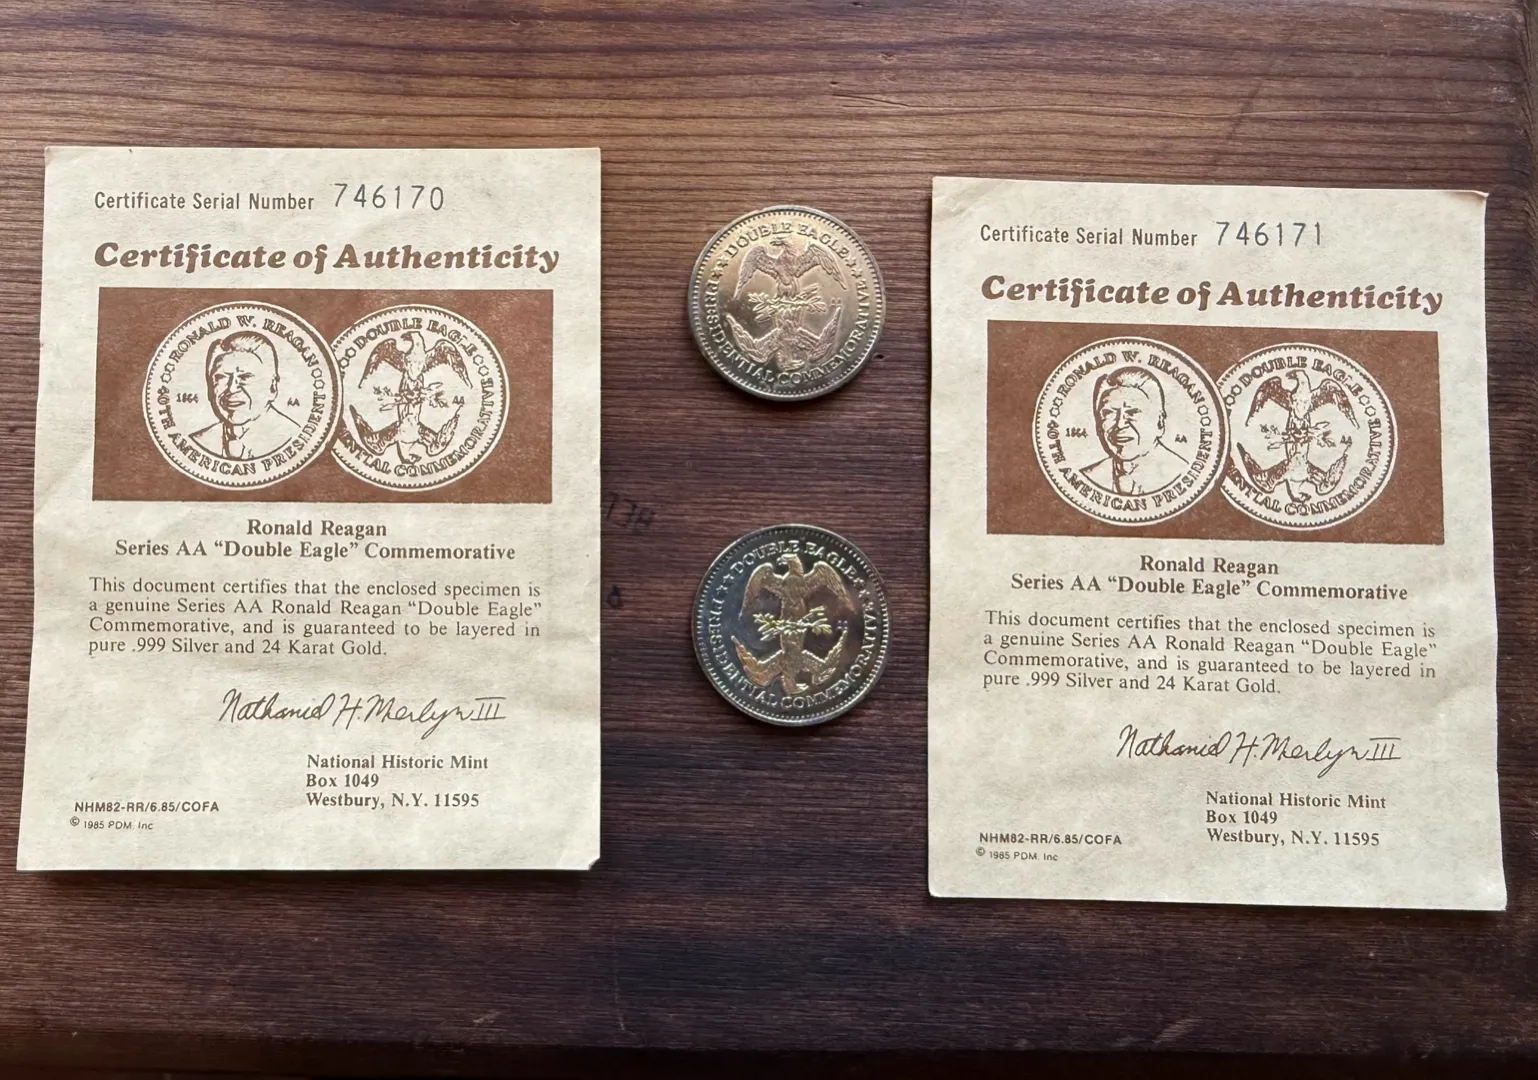 Certificate Serial Number 746170
Certificate of Authenticity
RONALD W. REAGAN
1984
AA
40TH AMERICAN PRESIDENT
DOUBLE EAGLE
AA
ENTIAL COMMEMORATIVE
Ronald Reagan
Series AA “Double Eagle” Commemorative
This document certifies that the enclosed specimen is
a genuine Series AA Ronald Reagan “Double Eagle”
Commemorative, and is guaranteed to be layered in
pure .999 Silver and 24 Karat Gold.
Nathaniel H. Merlyn III
National Historic Mint
Box 1049
Westbury, N.Y. 11595
NHM82-RR/6.85/COFA
© 1985 PDM. Inc
DOUBLE EAGLE
PRESIDENTIAL COMMEMORATIVE
DOUBLE EAGLE
PRESIDENTIAL COMMEMORATIVE
Certificate Serial Number 746171
Certificate of Authenticity
RONALD W. REAGAN
1984
AA
40TH AMERICAN PRESIDENT
DOUBLE EAGLE
AA
ENTIAL COMMEMORATIVE
Ronald Reagan
Series AA “Double Eagle” Commemorative
This document certifies that the enclosed specimen is
a genuine Series AA Ronald Reagan “Double Eagle”
Commemorative, and is guaranteed to be layered in
pure .999 Silver and 24 Karat Gold.
Nathaniel H. Merlyn III
National Historic Mint
Box 1049
Westbury, N.Y. 11595
NHM82-RR/6.85/COFA
© 1985 PDM. Inc